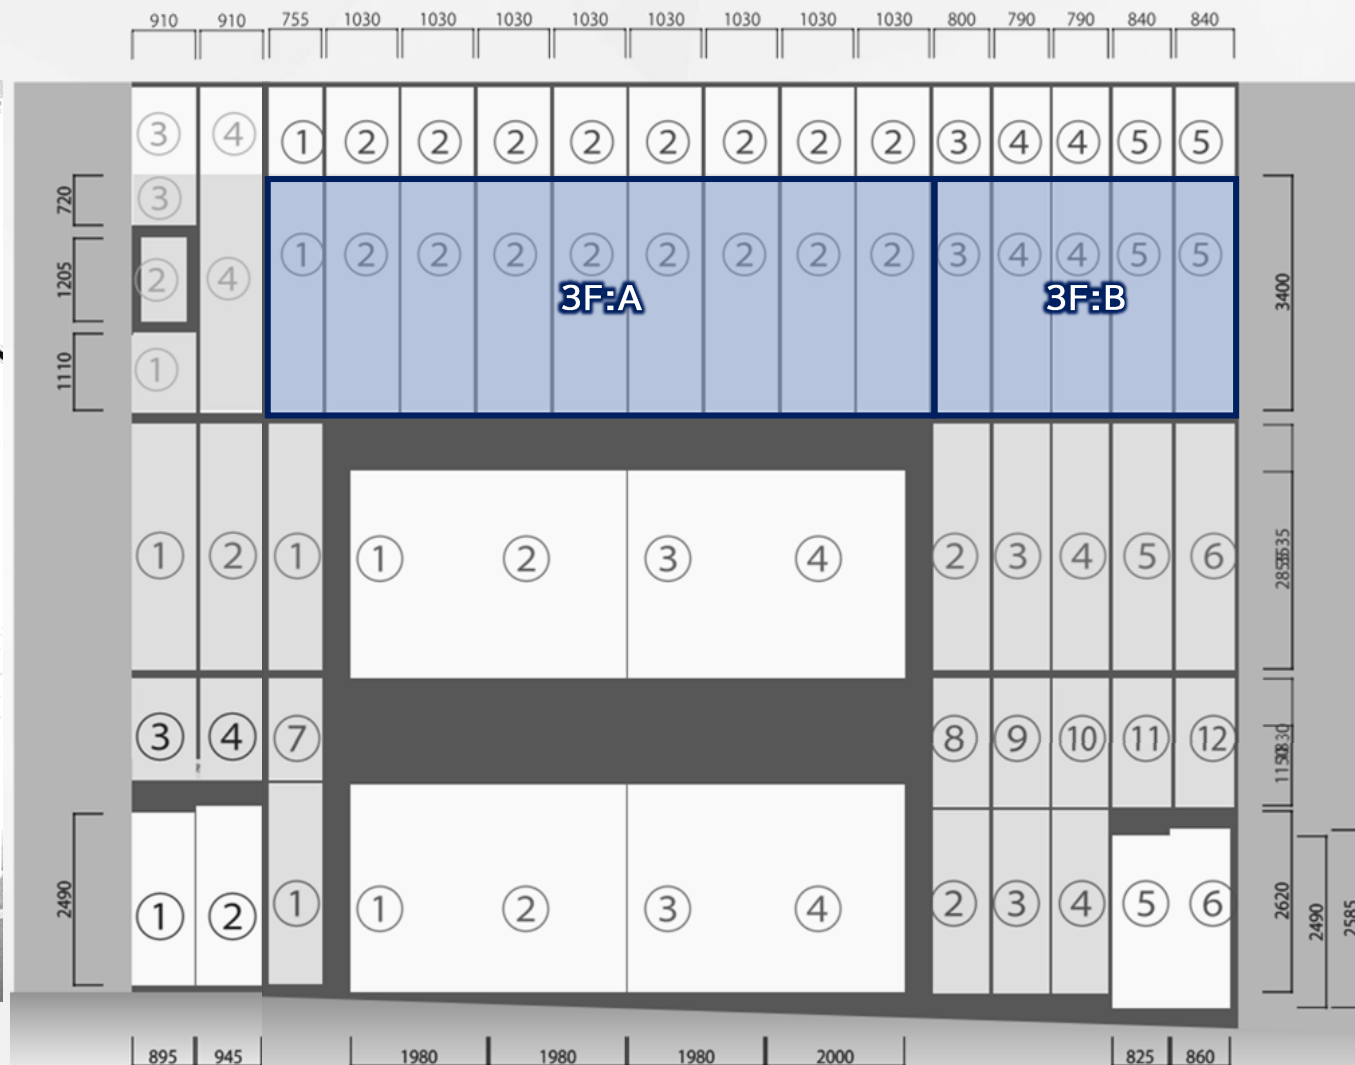 910 910 755 1030 1030 1030 1030 1030 1030 1030 1030 800 790 790 840 840
③ ④ ① ② ② ② ② ② ② ② ② ③ ④ ④ ⑤ ⑤
720 ③
1205 ② ④ ① ② ② ② ② ② ② ② ② ③ ④ ④ ⑤ ⑤
3F:A 3F:B 3400
1110 ①
① ② ① ① ② ③ ④ ② ③ ④ ⑤ ⑥
③ ④ ⑦ ⑧ ⑨ ⑩ ⑪ ⑫
2490 ① ② ① ① ② ③ ④ ② ③ ④ ⑤ ⑥ 2620 2490 2585
895 945 1980 1980 1980 2000 825 860